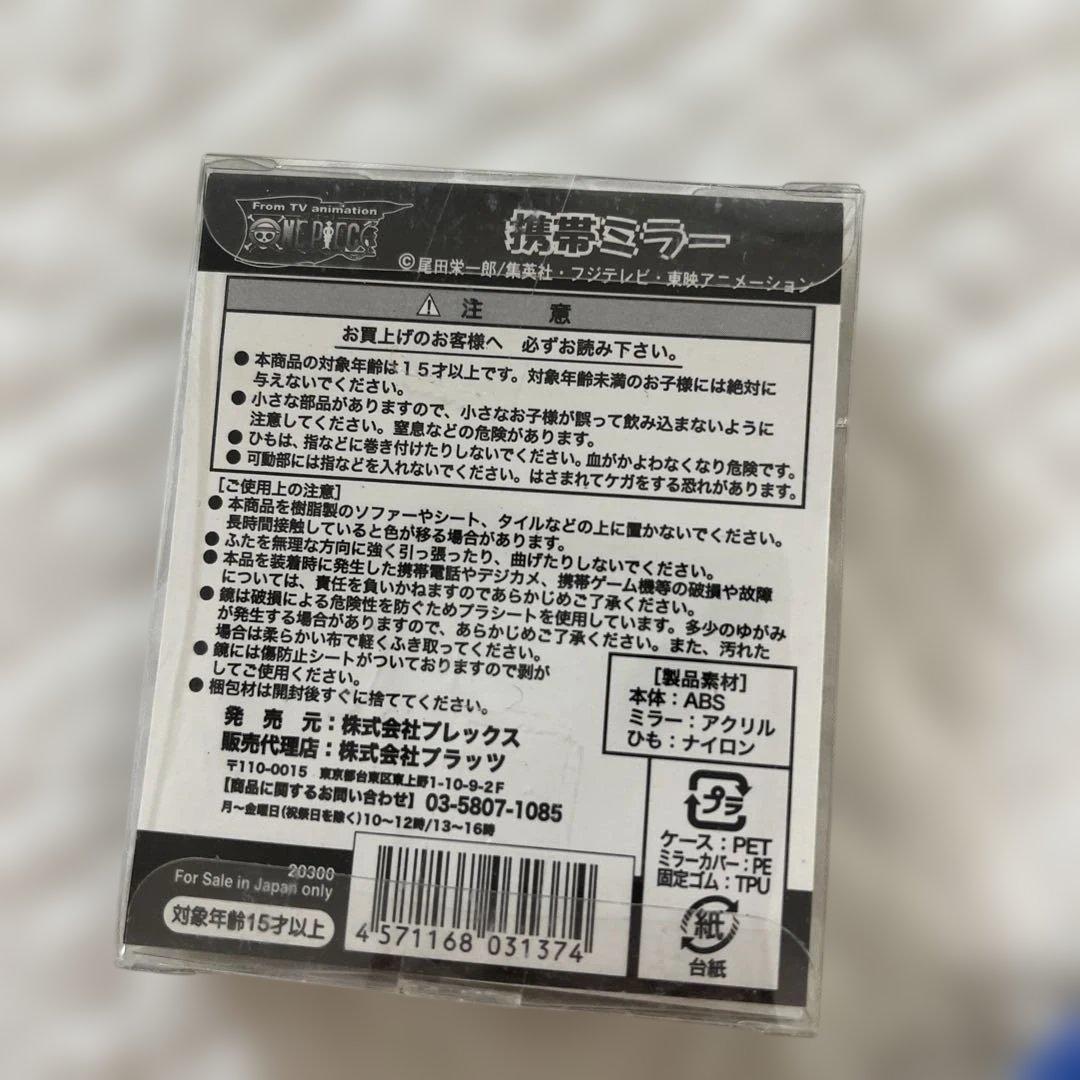 From TV animation
ONE PIECE
携帯ミラー
©尾田栄一郎/集英社・フジテレビ・東映アニメーション
⚠ 注 意
お買上げのお客様へ 必ずお読み下さい。
●本商品の対象年齢は15才以上です。対象年齢未満のお子様には絶対に
与えないでください。
●小さな部品がありますので、小さなお子様が誤って飲み込まないように
注意してください。窒息などの危険があります。
●ひもは、指などに巻き付けたりしないでください。血がかよわなくなり危険です。
●可動部には指などを入れないでください。はさまれてケガをする恐れがあります。
[ご使用上の注意]
●本商品を樹脂製のソファーやシート、タイルなどの上に置かないでください。
長時間接触していると色が移る場合があります。
●ふたを無理な方向に強く引っ張ったり、曲げたりしないでください。
●本品を装着時に発生した携帯電話やデジカメ、携帯ゲーム機等の破損や故障
については、責任を負いかねますのであらかじめご了承ください。
●鏡は破損による危険性を防ぐためプラシートを使用しています。多少のゆがみ
が発生する場合がありますので、あらかじめご了承ください。また、汚れた
場合は柔らかい布で軽くふき取ってください。
●鏡には傷防止シートがついておりますので剥が
してご使用ください。
●梱包材は開封後すぐに捨ててください。
[製品素材]
本体：ABS
ミラー：アクリル
ひも：ナイロン
発 売 元：株式会社プレックス
販売代理店：株式会社プラッツ
〒110-0015 東京都台東区東上野1-10-9-2F
【商品に関するお問い合わせ】03-5807-1085
月～金曜日(祝祭日を除く)10～12時/13～16時
プラ
ケース：PET
ミラーカバー：PE
固定ゴム：TPU
紙
台紙
20300
For Sale in Japan only
対象年齢15才以上
4 571168 031374